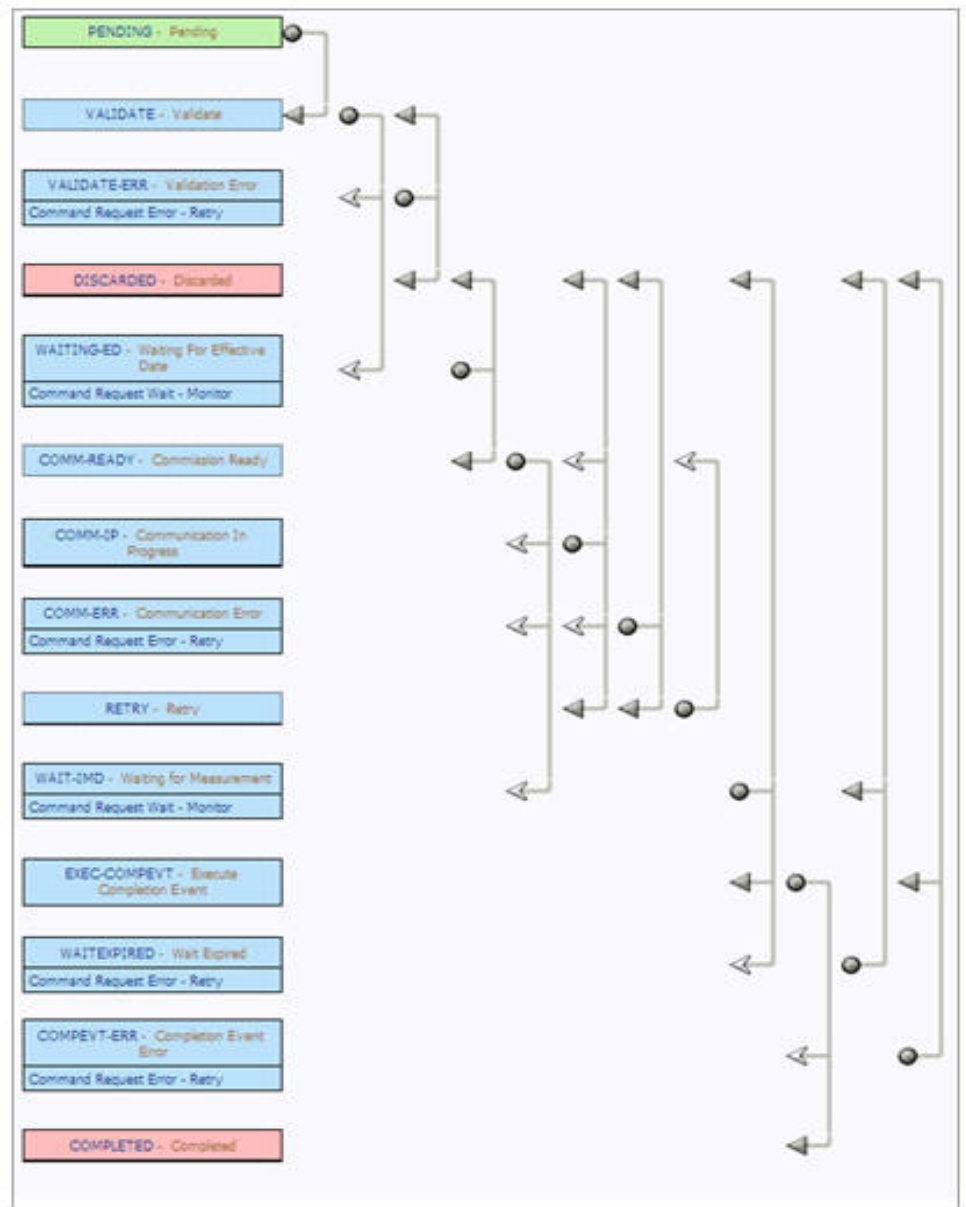 PENDING - Pending
VALIDATE - Validate
VALIDATE-ERR - Validation Error
Command Request Error - Retry
DISCARDED - Discarded
WAITING-ED - Waiting For Effective
Date
Command Request Wait - Monitor
COMM-READY - Commission Ready
COMM-IP - Communication In
Progress
COMM-ERR - Communication Error
Command Request Error - Retry
RETRY - Retry
WAIT-IMD - Waiting for Measurement
Command Request Wait - Monitor
EXEC-COMPEVT - Execute
Completion Event
WAITEXPIRED - Wait Expired
Command Request Error - Retry
COMPEVT-ERR - Completion Event
Error
Command Request Error - Retry
COMPLETED - Completed